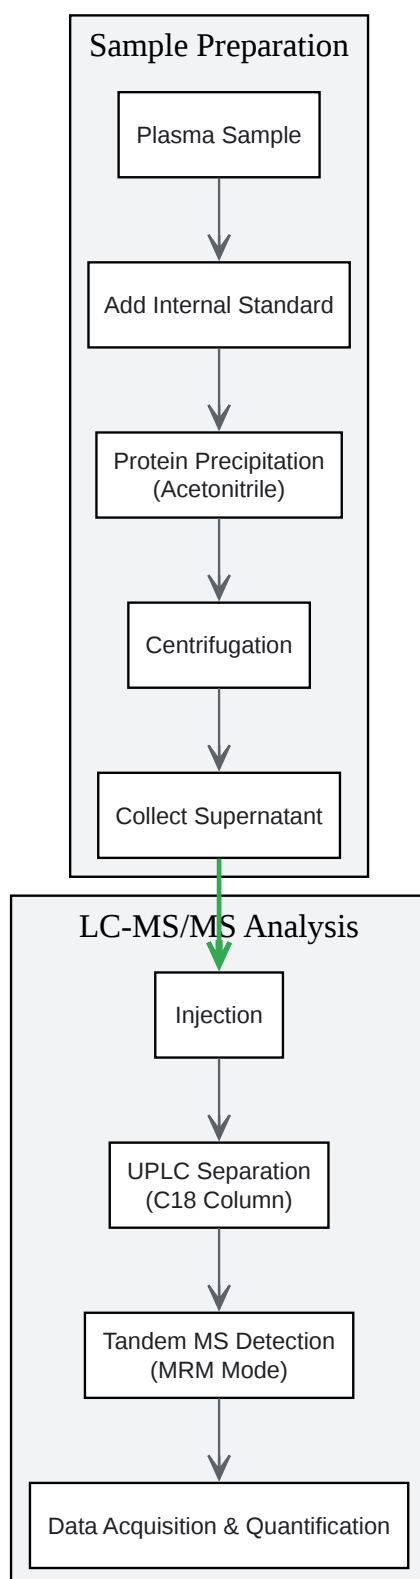 Sample Preparation
Plasma Sample
Add Internal Standard
Protein Precipitation
(Acetonitrile)
Centrifugation
Collect Supernatant
LC-MS/MS Analysis
Injection
UPLC Separation
(C18 Column)
Tandem MS Detection
(MRM Mode)
Data Acquisition & Quantification